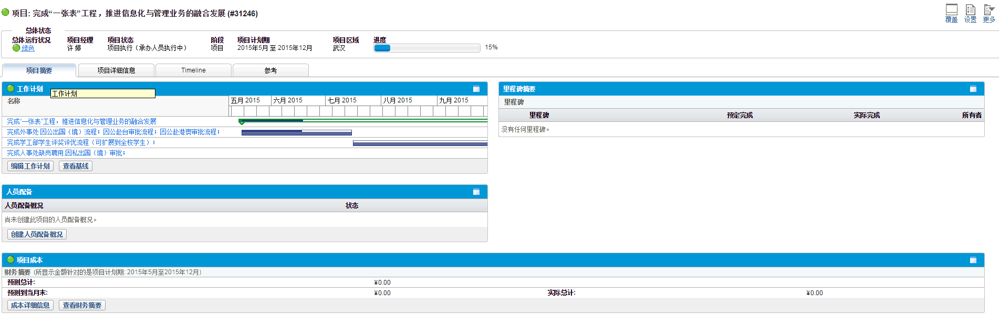 项目: 完成“一张表”工程，推进信息化与管理业务的融合发展 (#31246)
覆盖 设置 更多
总体状态
总体运行状况 项目经理 项目状态 阶段 项目计划期 项目区域 进度
绿色 许 婷 项目执行（承办人员执行中） 项目 2015年5月 至 2015年12月 武汉 15%
项目摘要 项目详细信息 Timeline 参考
工作计划
工作计划
名称
五月 2015 六月 2015 七月 2015 八月 2015 九月 2015
完成“一张表”工程，推进信息化与管理业务的融合发展
完成外事处 因公出国（境）流程；因公赴台审批流程；因公赴港澳审批流程；
完成学工部学生评奖评优流程（可扩展到全校学生）；
完成人事处缺岗聘用;因私出国（境）审批；
编辑工作计划 查看基线
里程碑摘要
里程碑
里程碑 预定完成 实际完成 所有者
没有任何里程碑。
人员配备
人员配备概况 状态
尚未创建此项目的人员配备概况。
创建人员配备概况
项目成本
财务摘要 (所显示金额针对的是项目计划期: 2015年5月至2015年12月)
预测总计: ¥0.00
预测到当月末: ¥0.00 实际总计: ¥0.00
成本详细信息 查看财务摘要